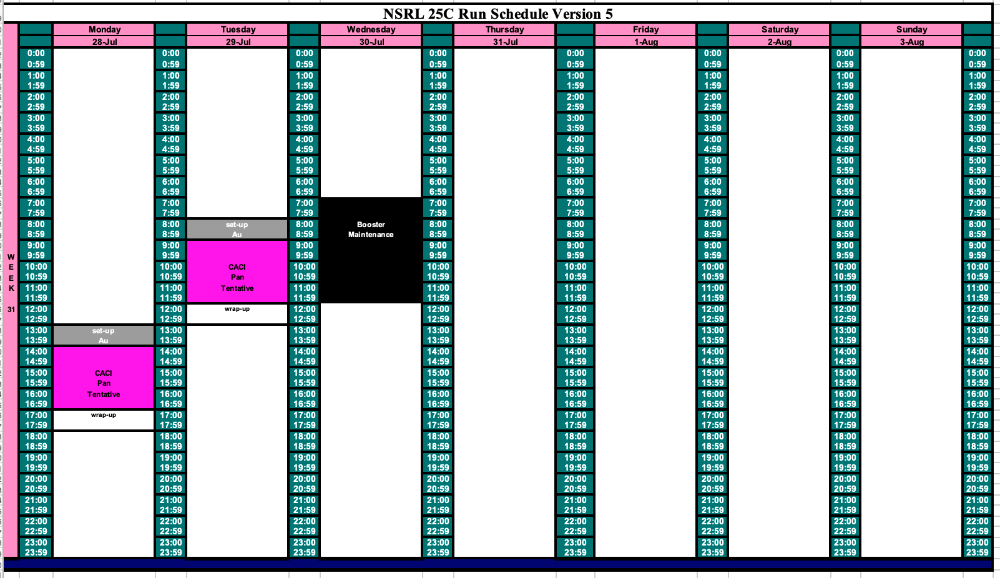 NSRL 25C Run Schedule Version 5
Monday Tuesday Wednesday Thursday Friday Saturday Sunday
28-Jul 29-Jul 30-Jul 31-Jul 1-Aug 2-Aug 3-Aug
0:00 0:00 0:00 0:00 0:00 0:00 0:00 0:00
0:59 0:59 0:59 0:59 0:59 0:59 0:59 0:59
1:00 1:00 1:00 1:00 1:00 1:00 1:00 1:00
1:59 1:59 1:59 1:59 1:59 1:59 1:59 1:59
2:00 2:00 2:00 2:00 2:00 2:00 2:00 2:00
2:59 2:59 2:59 2:59 2:59 2:59 2:59 2:59
3:00 3:00 3:00 3:00 3:00 3:00 3:00 3:00
3:59 3:59 3:59 3:59 3:59 3:59 3:59 3:59
4:00 4:00 4:00 4:00 4:00 4:00 4:00 4:00
4:59 4:59 4:59 4:59 4:59 4:59 4:59 4:59
5:00 5:00 5:00 5:00 5:00 5:00 5:00 5:00
5:59 5:59 5:59 5:59 5:59 5:59 5:59 5:59
6:00 6:00 6:00 6:00 6:00 6:00 6:00 6:00
6:59 6:59 6:59 6:59 6:59 6:59 6:59 6:59
7:00 7:00 7:00 7:00 7:00 7:00 7:00 7:00
7:59 7:59 7:59 7:59 7:59 7:59 7:59 7:59
8:00 8:00 set-up 8:00 Booster 8:00 8:00 8:00 8:00 8:00
8:59 8:59 Au 8:59 Maintenance 8:59 8:59 8:59 8:59 8:59
9:00 9:00 9:00 9:00 9:00 9:00 9:00 9:00
W 9:59 9:59 9:59 9:59 9:59 9:59 9:59 9:59
E 10:00 10:00 CACI 10:00 10:00 10:00 10:00 10:00 10:00
E 10:59 10:59 Pan 10:59 10:59 10:59 10:59 10:59 10:59
K 11:00 11:00 Tentative 11:00 11:00 11:00 11:00 11:00 11:00
11:59 11:59 11:59 11:59 11:59 11:59 11:59 11:59
31 12:00 12:00 wrap-up 12:00 12:00 12:00 12:00 12:00 12:00
12:59 12:59 12:59 12:59 12:59 12:59 12:59 12:59
13:00 set-up 13:00 13:00 13:00 13:00 13:00 13:00 13:00
13:59 Au 13:59 13:59 13:59 13:59 13:59 13:59 13:59
14:00 14:00 14:00 14:00 14:00 14:00 14:00 14:00
14:59 14:59 14:59 14:59 14:59 14:59 14:59 14:59
15:00 CACI 15:00 15:00 15:00 15:00 15:00 15:00 15:00
15:59 Pan 15:59 15:59 15:59 15:59 15:59 15:59 15:59
16:00 Tentative 16:00 16:00 16:00 16:00 16:00 16:00 16:00
16:59 16:59 16:59 16:59 16:59 16:59 16:59 16:59
17:00 wrap-up 17:00 17:00 17:00 17:00 17:00 17:00 17:00
17:59 17:59 17:59 17:59 17:59 17:59 17:59 17:59
18:00 18:00 18:00 18:00 18:00 18:00 18:00 18:00
18:59 18:59 18:59 18:59 18:59 18:59 18:59 18:59
19:00 19:00 19:00 19:00 19:00 19:00 19:00 19:00
19:59 19:59 19:59 19:59 19:59 19:59 19:59 19:59
20:00 20:00 20:00 20:00 20:00 20:00 20:00 20:00
20:59 20:59 20:59 20:59 20:59 20:59 20:59 20:59
21:00 21:00 21:00 21:00 21:00 21:00 21:00 21:00
21:59 21:59 21:59 21:59 21:59 21:59 21:59 21:59
22:00 22:00 22:00 22:00 22:00 22:00 22:00 22:00
22:59 22:59 22:59 22:59 22:59 22:59 22:59 22:59
23:00 23:00 23:00 23:00 23:00 23:00 23:00 23:00
23:59 23:59 23:59 23:59 23:59 23:59 23:59 23:59